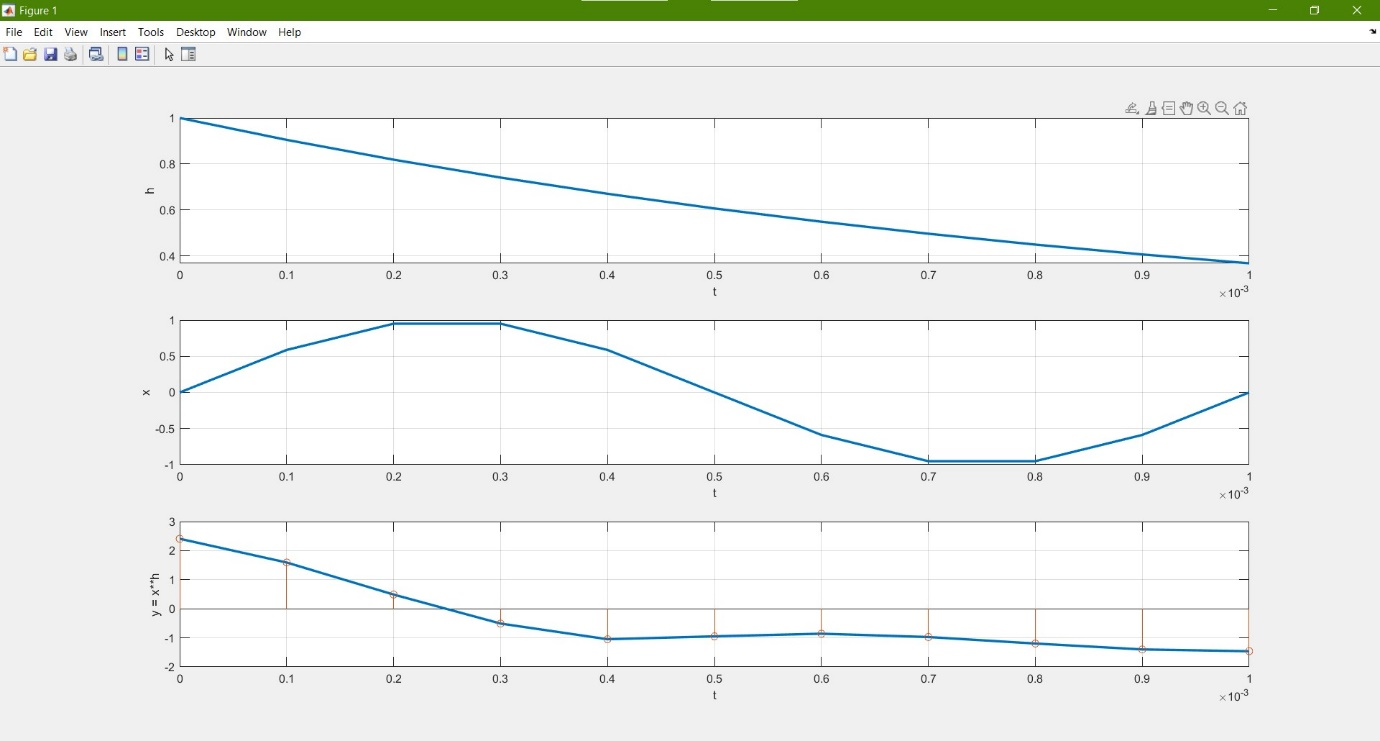 Figure 1
File Edit View Insert Tools Desktop Window Help
1
0.8
0.6
0.4
h
0 0.1 0.2 0.3 0.4 0.5 0.6 0.7 0.8 0.9 1
t
×10-3
1
0.5
0
-0.5
-1
x
0 0.1 0.2 0.3 0.4 0.5 0.6 0.7 0.8 0.9 1
t
×10-3
3
2
1
0
-1
-2
y = x**h
0 0.1 0.2 0.3 0.4 0.5 0.6 0.7 0.8 0.9 1
t
×10-3